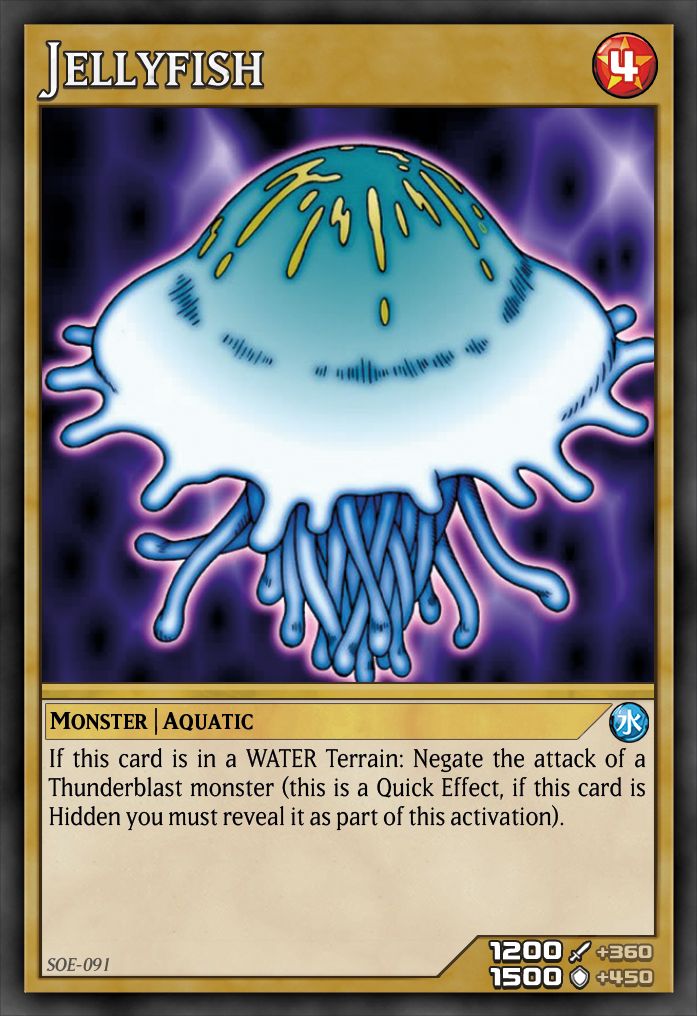 Jellyfish
4
Monster | Aquatic
水
If this card is in a WATER Terrain: Negate the attack of a
Thunderblast monster (this is a Quick Effect, if this card is
Hidden you must reveal it as part of this activation).
1200 +360
SOE-091
1500 +450